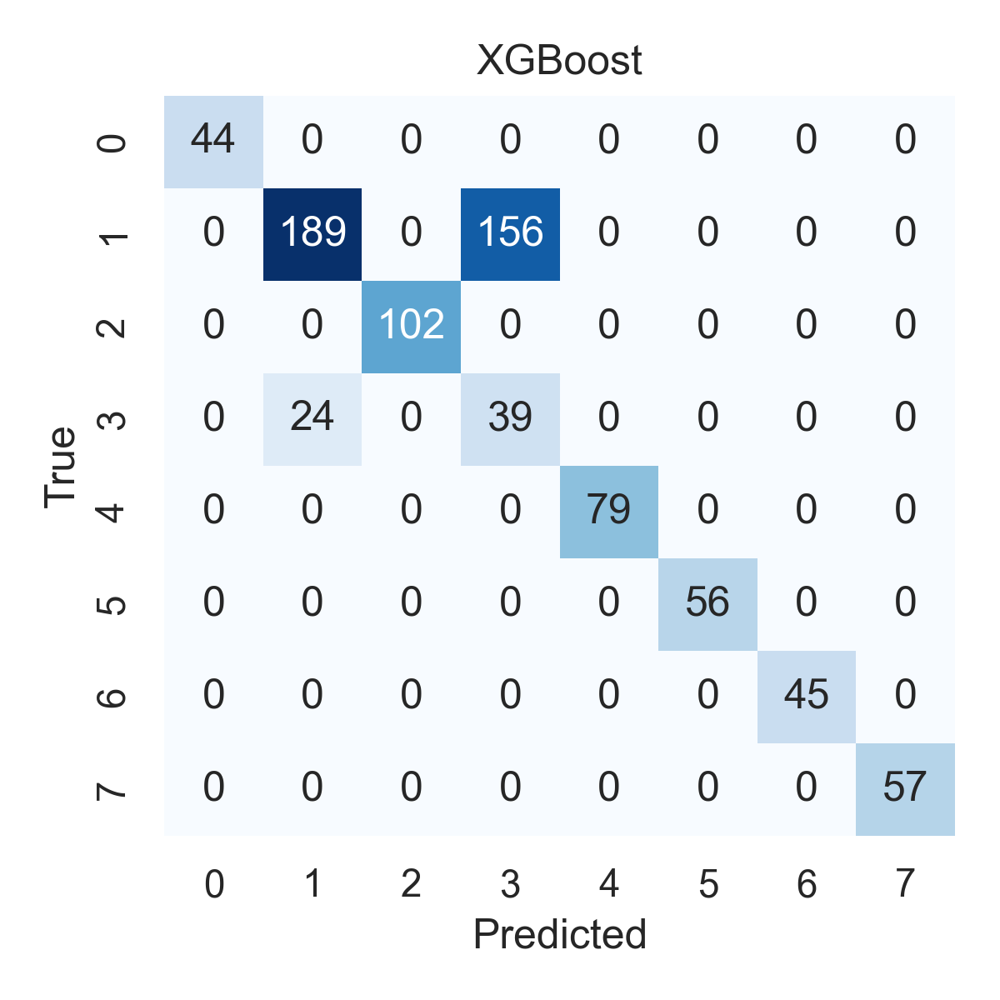 XGBoost
0 44 0 0 0 0 0 0 0
1 0 189 0 156 0 0 0 0
2 0 0 102 0 0 0 0 0
3 0 24 0 39 0 0 0 0
4 0 0 0 0 79 0 0 0
5 0 0 0 0 0 56 0 0
6 0 0 0 0 0 0 45 0
7 0 0 0 0 0 0 0 57
True
0 1 2 3 4 5 6 7
Predicted